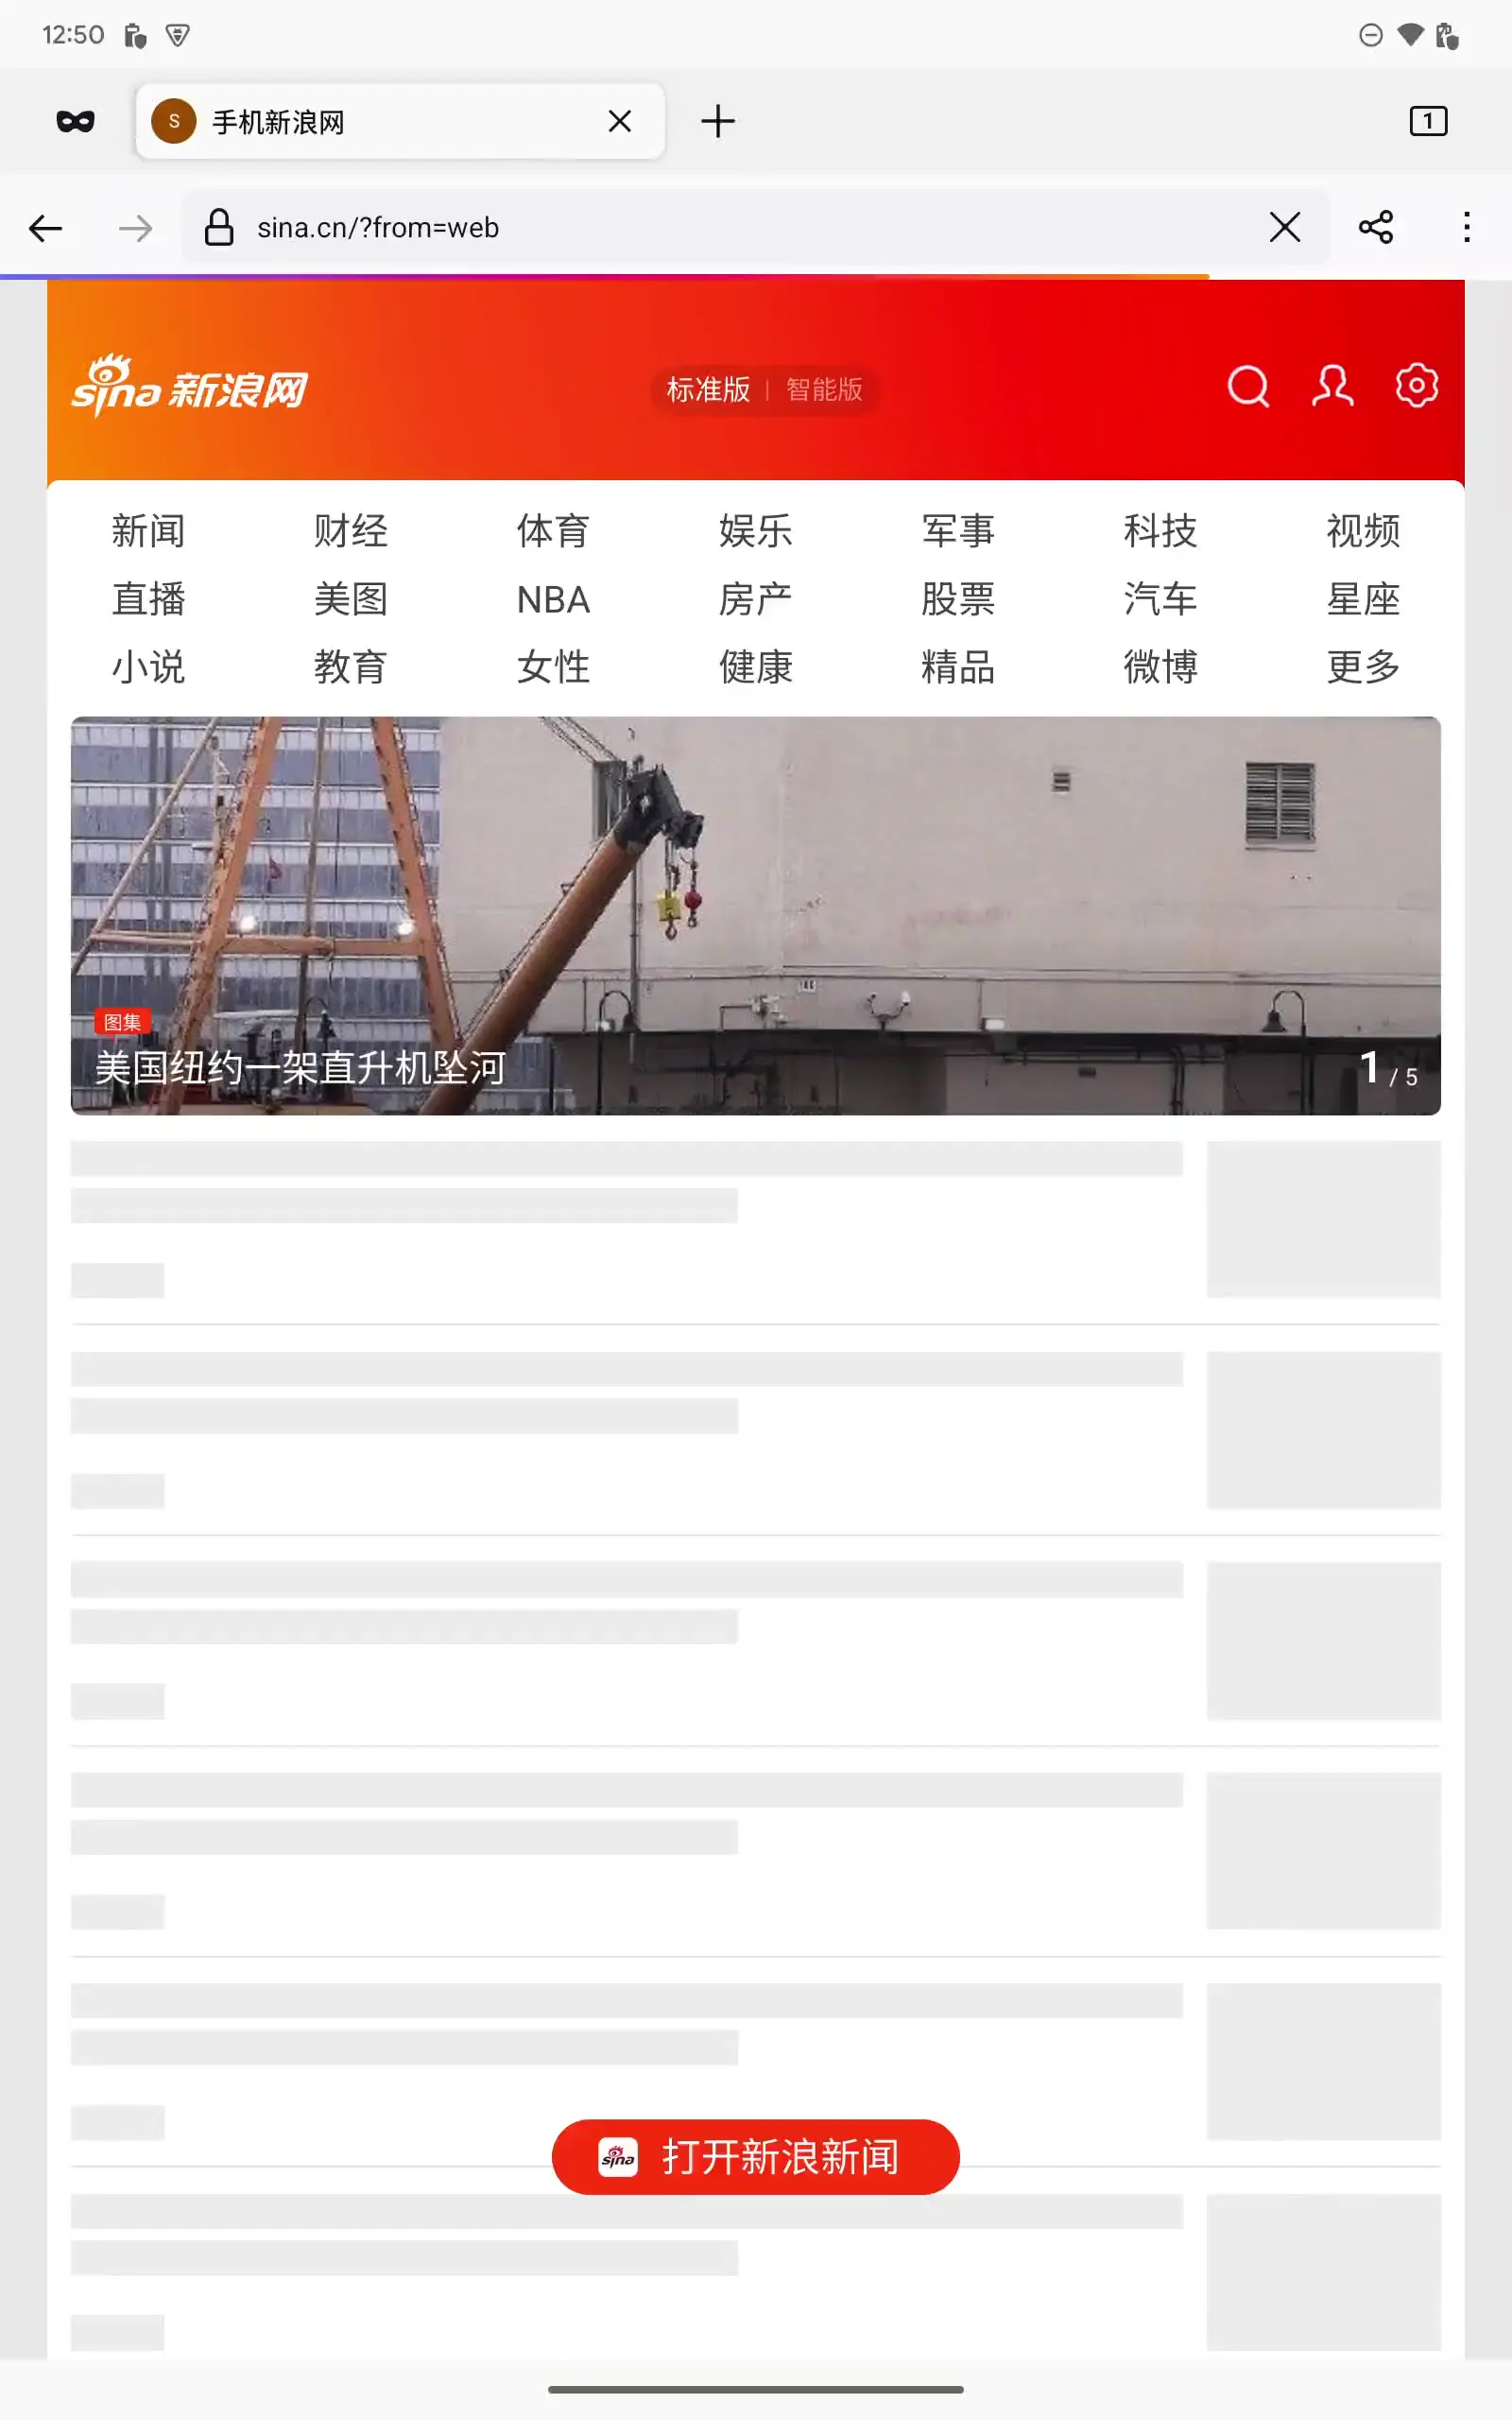 12:50
S 手机新浪网
1
sina.cn/?from=web
sina 新浪网
标准版 | 智能版
新闻 财经 体育 娱乐 军事 科技 视频
直播 美图 NBA 房产 股票 汽车 星座
小说 教育 女性 健康 精品 微博 更多
图集
美国纽约一架直升机坠河
1 / 5
sina 打开新浪新闻